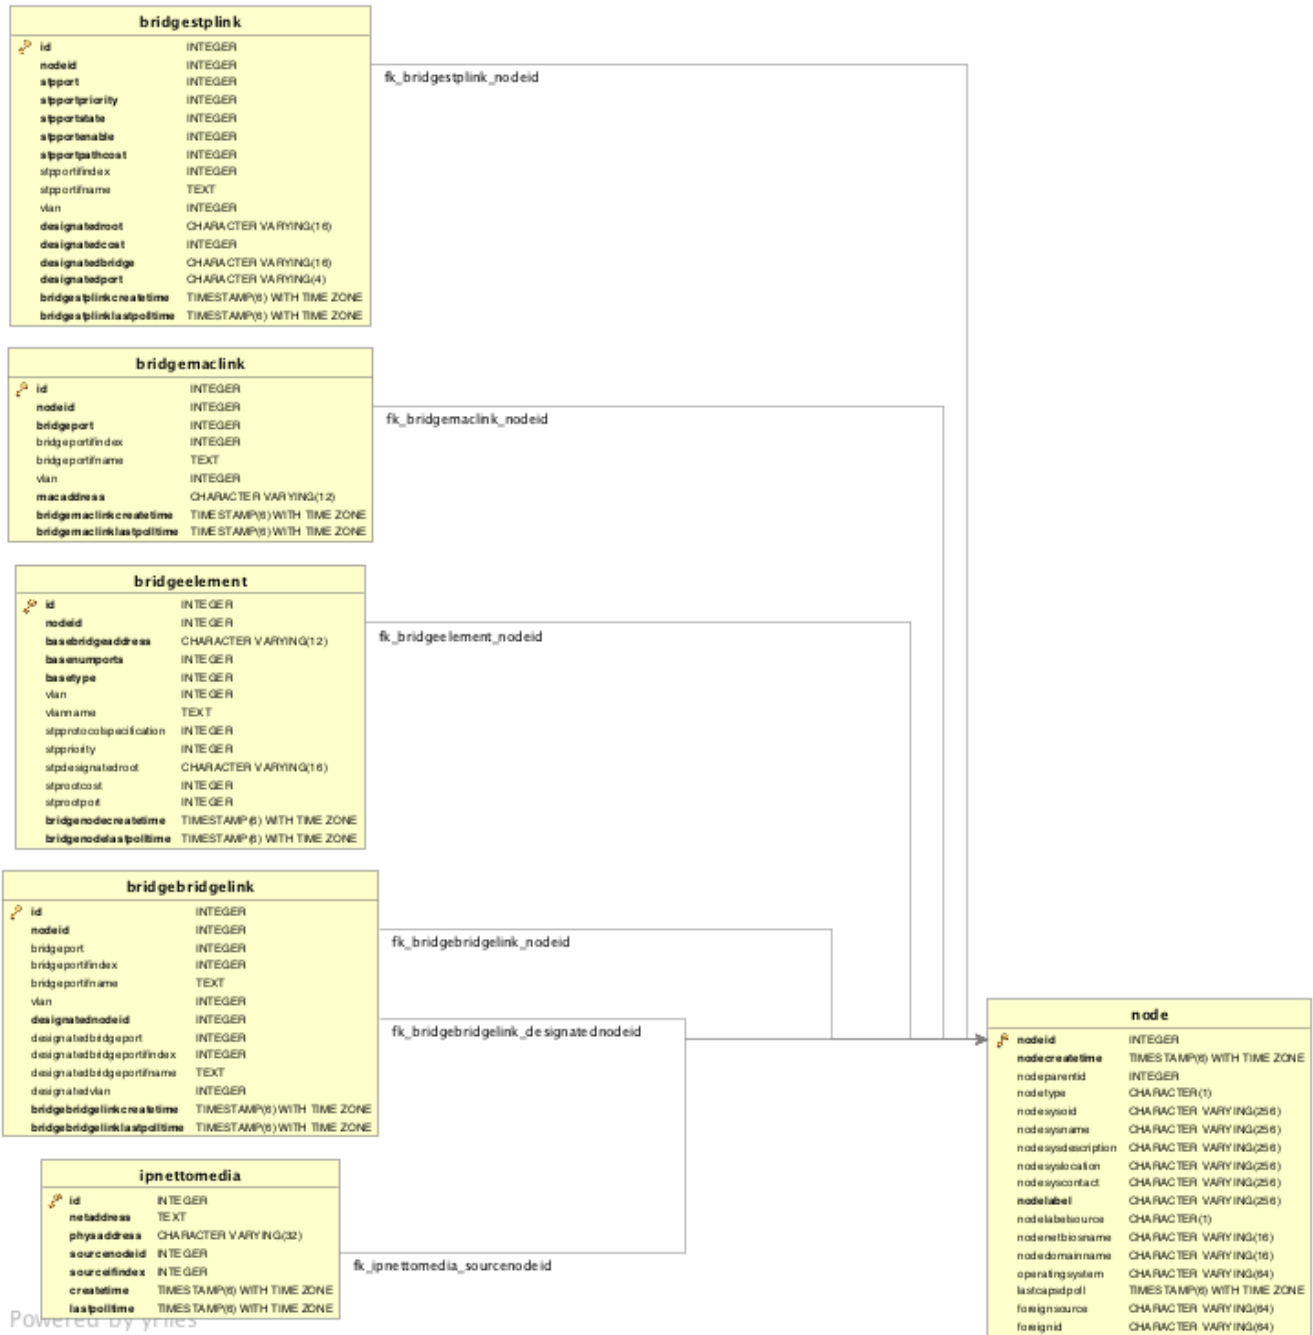 bridgestplink
id INTEGER
nodeid INTEGER
stpport INTEGER
stpportpriority INTEGER
stpportstate INTEGER
stpportenable INTEGER
stpportpathcost INTEGER
stpportifindex INTEGER
stpportifname TEXT
vlan INTEGER
designatedroot CHARACTER VARYING(16)
designatedcost INTEGER
designatedbridge CHARACTER VARYING(16)
designatedport CHARACTER VARYING(4)
bridgestplinkcreatetime TIMESTAMP(6) WITH TIME ZONE
bridgestplinklastpolltime TIMESTAMP(6) WITH TIME ZONE
fk_bridgestplink_nodeid
bridgemaclink
id INTEGER
nodeid INTEGER
bridgeport INTEGER
bridgeportifindex INTEGER
bridgeportifname TEXT
vlan INTEGER
macaddress CHARACTER VARYING(12)
bridgemaclinkcreatetime TIMESTAMP(6) WITH TIME ZONE
bridgemaclinklastpolltime TIMESTAMP(6) WITH TIME ZONE
fk_bridgemaclink_nodeid
bridgeelement
id INTEGER
nodeid INTEGER
basebridgeaddress CHARACTER VARYING(12)
basenumports INTEGER
basetype INTEGER
vlan INTEGER
vlanname TEXT
stpprotocolspecification INTEGER
stppriority INTEGER
stpdesignatedroot CHARACTER VARYING(16)
stprootcost INTEGER
stprootport INTEGER
bridgenodecreatetime TIMESTAMP(6) WITH TIME ZONE
bridgenodelastpolltime TIMESTAMP(6) WITH TIME ZONE
fk_bridgeelement_nodeid
bridgebridgelink
id INTEGER
nodeid INTEGER
bridgeport INTEGER
bridgeportifindex INTEGER
bridgeportifname TEXT
vlan INTEGER
designatednodeid INTEGER
designatedbridgeport INTEGER
designatedbridgeportifindex INTEGER
designatedbridgeportifname TEXT
designatedvlan INTEGER
bridgebridgelinkcreatetime TIMESTAMP(6) WITH TIME ZONE
bridgebridgelinklastpolltime TIMESTAMP(6) WITH TIME ZONE
fk_bridgebridgelink_nodeid
fk_bridgebridgelink_designatednodeid
ipnettomedia
id INTEGER
netaddress TEXT
physaddress CHARACTER VARYING(32)
sourcenodeid INTEGER
sourceifindex INTEGER
createtime TIMESTAMP(6) WITH TIME ZONE
lastpolltime TIMESTAMP(6) WITH TIME ZONE
fk_ipnettomedia_sourcenodeid
node
nodeid INTEGER
nodecreatetime TIMESTAMP(6) WITH TIME ZONE
nodeparentid INTEGER
nodetype CHARACTER(1)
nodesysoid CHARACTER VARYING(256)
nodesysname CHARACTER VARYING(256)
nodesysdescription CHARACTER VARYING(256)
nodesyslocation CHARACTER VARYING(256)
nodesyscontact CHARACTER VARYING(256)
nodelabel CHARACTER VARYING(256)
nodelabelsource CHARACTER(1)
nodenetbiosname CHARACTER VARYING(16)
nodedomainname CHARACTER VARYING(16)
operatingsystem CHARACTER VARYING(64)
lastcapsdpoll TIMESTAMP(6) WITH TIME ZONE
foreignsource CHARACTER VARYING(64)
foreignid CHARACTER VARYING(64)
Powered by yFiles